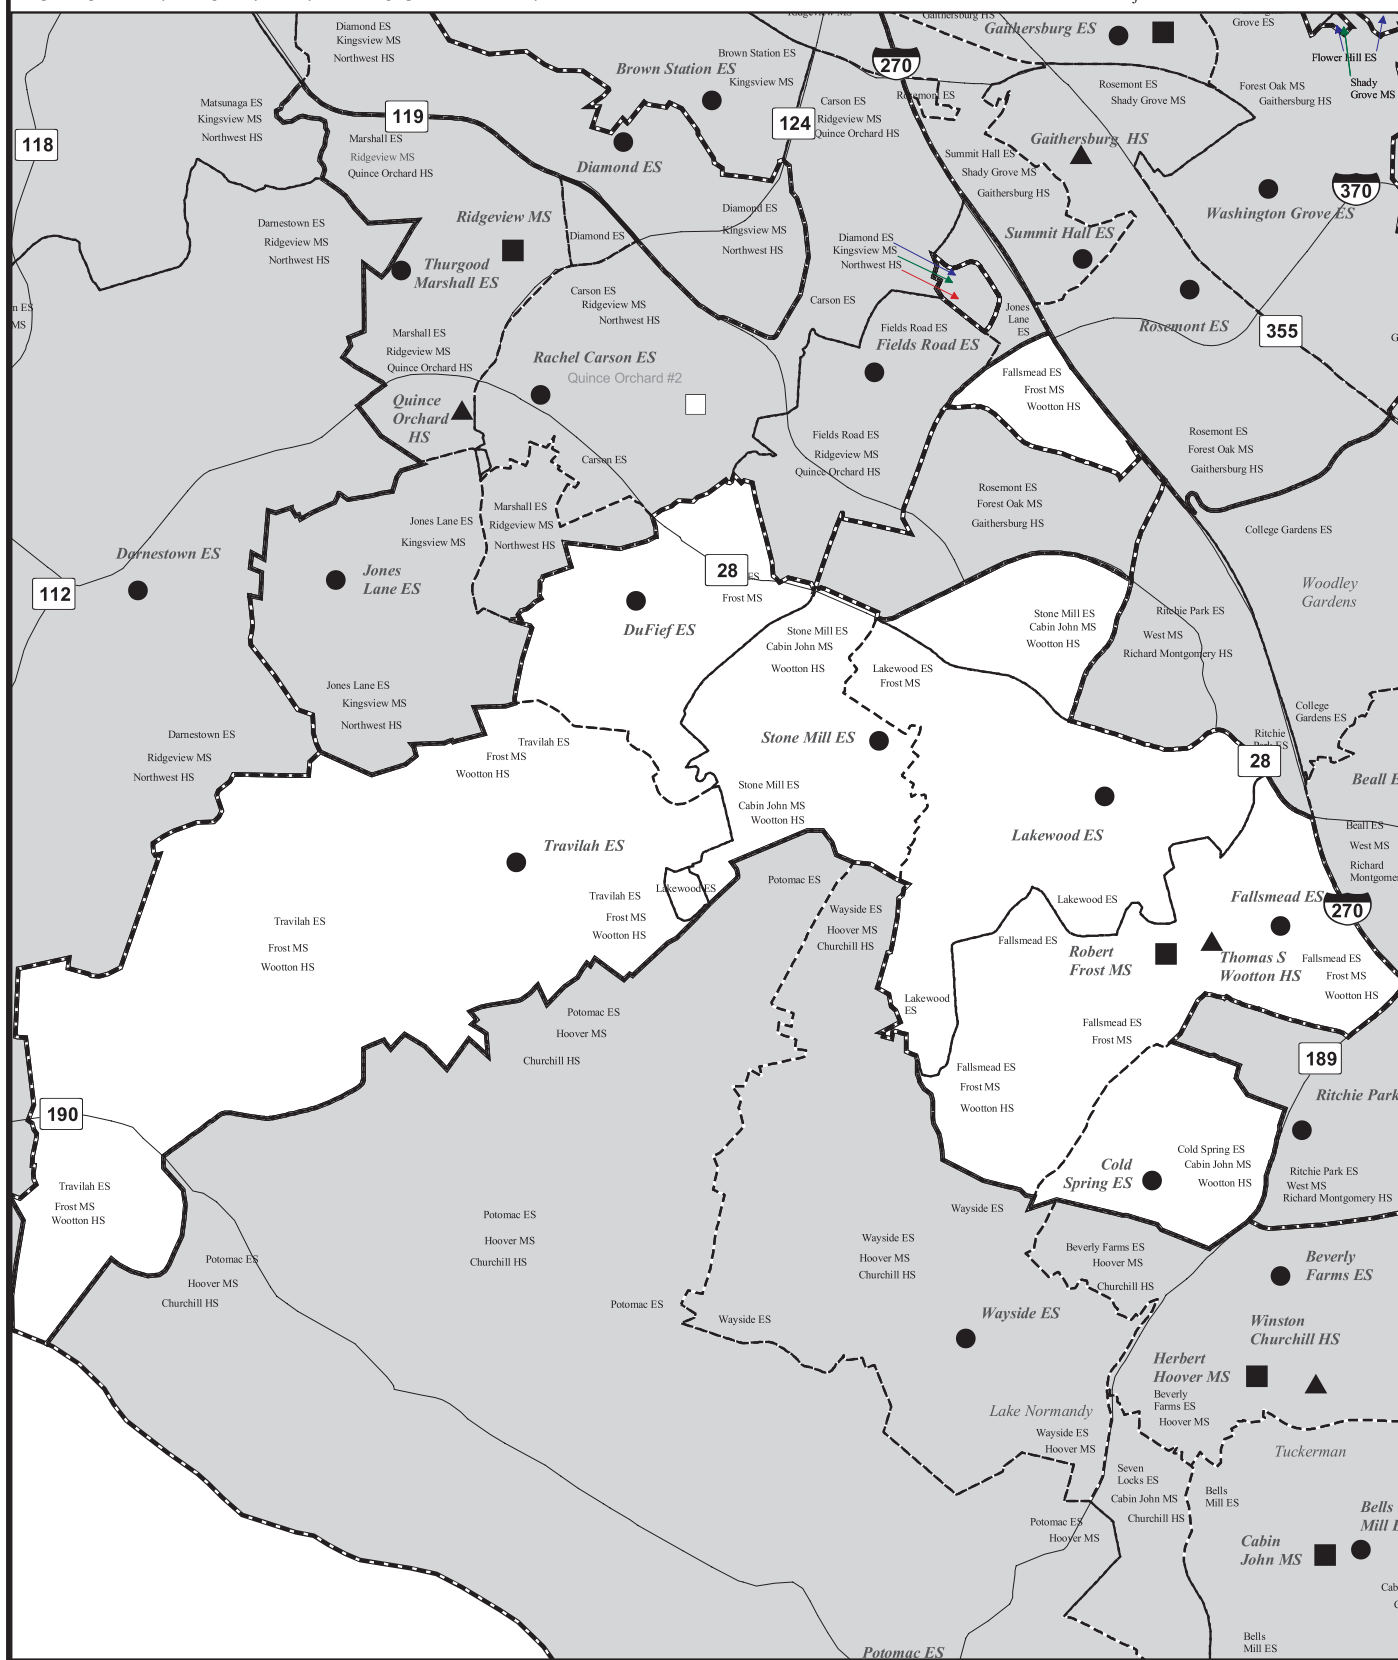 Diamond ES
Kingsview MS
Northwest HS
Ridgeview MS
Gaithersburg HS
Gaithersburg ES
Grove ES
Flower Hill ES
Shady
Grove MS
Brown Station ES
Kingsview MS
Brown Station ES
270
Rosemont ES
Rosemont ES
Shady Grove MS
Forest Oak MS
Gaithersburg HS
Matsunaga ES
Kingsview MS
Northwest HS
119
124
Carson ES
Ridgeview MS
Quince Orchard HS
118
Marshall ES
Ridgeview MS
Quince Orchard HS
Diamond ES
Gaithersburg HS
Summit Hall ES
Shady Grove MS
Gaithersburg HS
370
Washington Grove ES
Darnestown ES
Ridgeview MS
Northwest HS
Ridgeview MS
Diamond ES
Diamond ES
Kingsview MS
Northwest HS
Summit Hall ES
Diamond ES
Kingsview MS
Northwest HS
Thurgood
Marshall ES
Carson ES
Ridgeview MS
Northwest HS
Carson ES
Jones
Lane
ES
Rosemont ES
355
n ES
MS
Marshall ES
Ridgeview MS
Quince Orchard HS
Fields Road ES
Fields Road ES
Rachel Carson ES
Quince Orchard #2
Fallsmead ES
Frost MS
Wootton HS
Quince
Orchard
HS
Carson ES
Fields Road ES
Ridgeview MS
Quince Orchard HS
Rosemont ES
Forest Oak MS
Gaithersburg HS
Rosemont ES
Forest Oak MS
Gaithersburg HS
Jones Lane ES
Kingsview MS
Marshall ES
Ridgeview MS
Northwest HS
College Gardens ES
Darnestown ES
Jones
Lane ES
112
28
ES
Frost MS
Woodley
Gardens
DuFief ES
Stone Mill ES
Cabin John MS
Wootton HS
Stone Mill ES
Cabin John MS
Wootton HS
Ritchie Park ES
West MS
Richard Montgomery HS
Lakewood ES
Frost MS
Jones Lane ES
Kingsview MS
Northwest HS
College
Gardens ES
Darnestown ES
Ridgeview MS
Northwest HS
Travilah ES
Frost MS
Wootton HS
Stone Mill ES
Ritchie
Park ES
28
Beall E
Stone Mill ES
Cabin John MS
Wootton HS
Lakewood ES
Beall ES
West MS
Richard
Montgomer
Travilah ES
Potomac ES
Lakewood ES
Travilah ES
Frost MS
Wootton HS
Lakewood ES
Fallsmead ES
270
Travilah ES
Frost MS
Wootton HS
Wayside ES
Hoover MS
Churchill HS
Fallsmead ES
Robert
Frost MS
Thomas S
Wootton HS
Fallsmead ES
Frost MS
Wootton HS
Lakewood
ES
Potomac ES
Hoover MS
Churchill HS
Fallsmead ES
Frost MS
189
Fallsmead ES
Frost MS
Wootton HS
Ritchie Park
190
Travilah ES
Frost MS
Wootton HS
Cold
Spring ES
Cold Spring ES
Cabin John MS
Wootton HS
Ritchie Park ES
West MS
Richard Montgomery HS
Potomac ES
Hoover MS
Churchill HS
Wayside ES
Wayside ES
Hoover MS
Churchill HS
Beverly Farms ES
Hoover MS
Churchill HS
Beverly
Farms ES
Potomac ES
Hoover MS
Churchill HS
Potomac ES
Wayside ES
Wayside ES
Winston
Churchill HS
Herbert
Hoover MS
Beverly
Farms ES
Hoover MS
Lake Normandy
Wayside ES
Hoover MS
Tuckerman
Seven
Locks ES
Cabin John MS
Churchill HS
Bells
Mill ES
Bells
Mill E
Potomac ES
Hoover MS
Cabin
John MS
Cab
Bells
Mill ES
Potomac ES